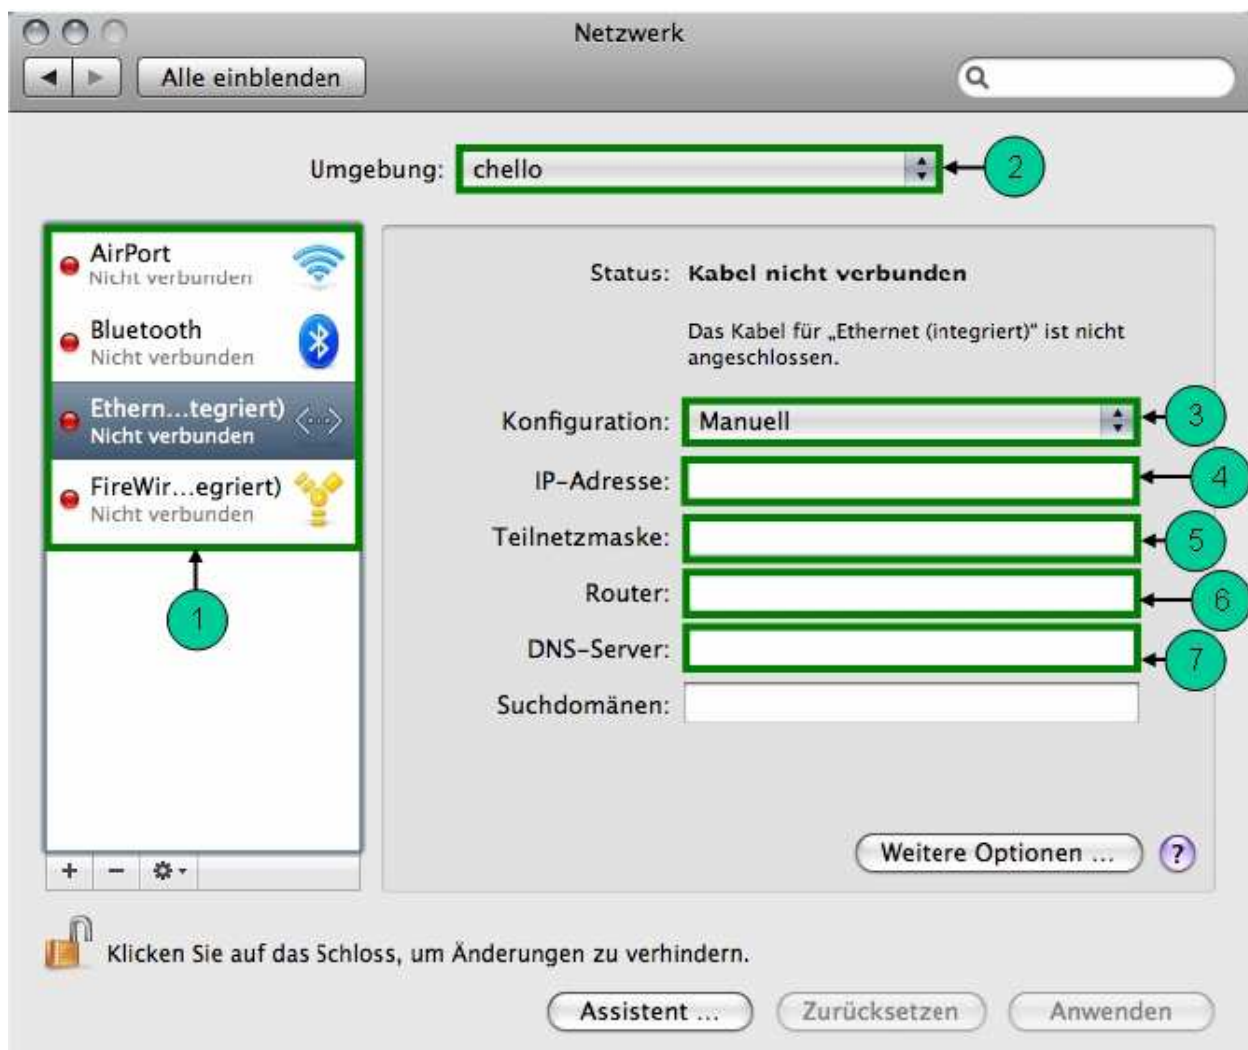 Netzwerk
Alle einblenden
Umgebung: chello
2
AirPort
Nicht verbunden
Bluetooth
Nicht verbunden
Ethern...tegriert)
Nicht verbunden
FireWir...egriert)
Nicht verbunden
1
Status: Kabel nicht verbunden
Das Kabel für „Ethernet (integriert)“ ist nicht
angeschlossen.
Konfiguration: Manuell
3
IP-Adresse:
4
Teilnetzmaske:
5
Router:
6
DNS-Server:
7
Suchdomänen:
Weitere Optionen ...
?
+ −
Klicken Sie auf das Schloss, um Änderungen zu verhindern.
Assistent ...
Zurücksetzen
Anwenden